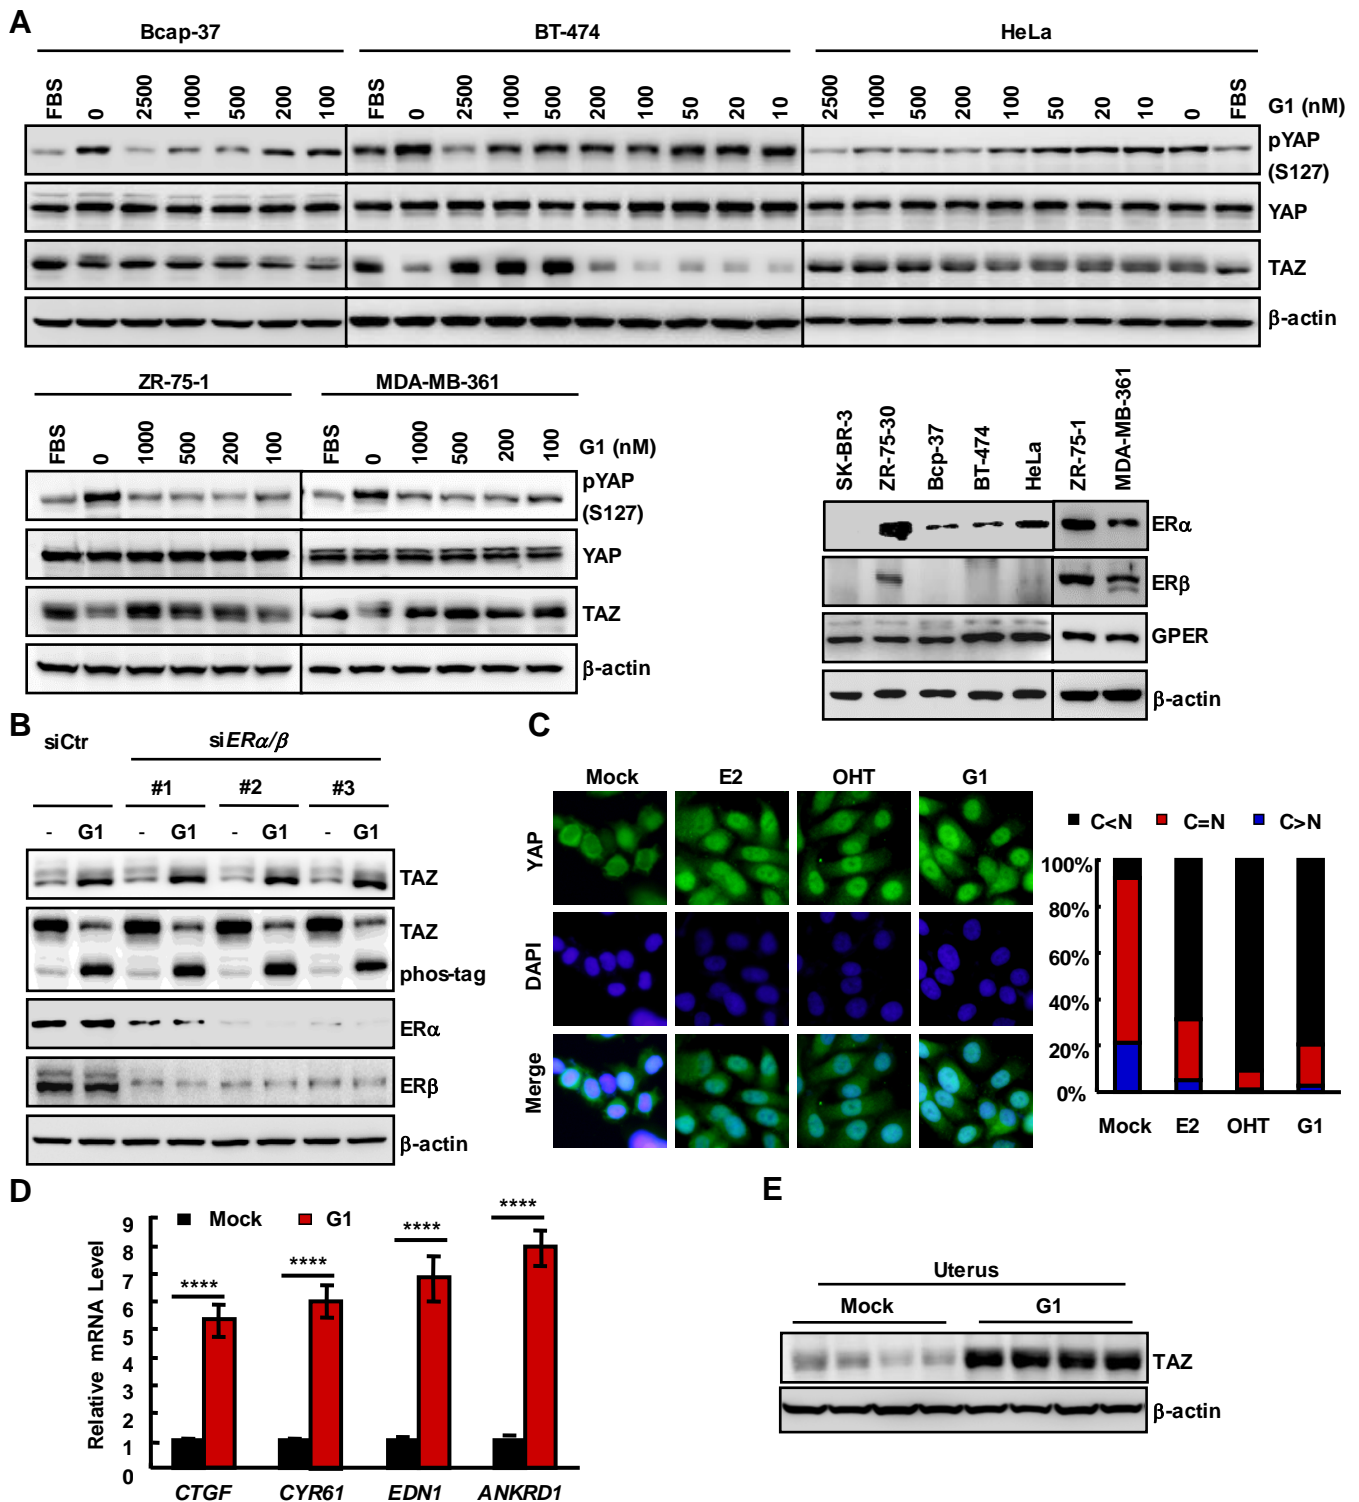 A
Bcap-37 BT-474 HeLa
FBS 0 2500 1000 500 200 100 FBS 0 2500 1000 500 200 100 50 20 10 2500 1000 500 200 100 50 20 10 0 FBS G1 (nM)
pYAP
(S127)
YAP
TAZ
β-actin
ZR-75-1 MDA-MB-361
FBS 0 1000 500 200 100 FBS 0 1000 500 200 100 G1 (nM)
pYAP
(S127)
YAP
TAZ
β-actin
SK-BR-3 ZR-75-30 Bcp-37 BT-474 HeLa ZR-75-1 MDA-MB-361
ERα
ERβ
GPER
β-actin
B
siCtr siERα/β
#1 #2 #3
- G1 - G1 - G1 - G1
TAZ
TAZ
phos-tag
ERα
ERβ
β-actin
C
Mock E2 OHT G1
YAP
DAPI
Merge
C<N C=N C>N
100%
80%
60%
40%
20%
0%
Mock E2 OHT G1
D
Mock G1
Relative mRNA Level
9
8
7
6
5
4
3
2
1
0
**** **** **** ****
CTGF CYR61 EDN1 ANKRD1
E
Uterus
Mock G1
TAZ
β-actin